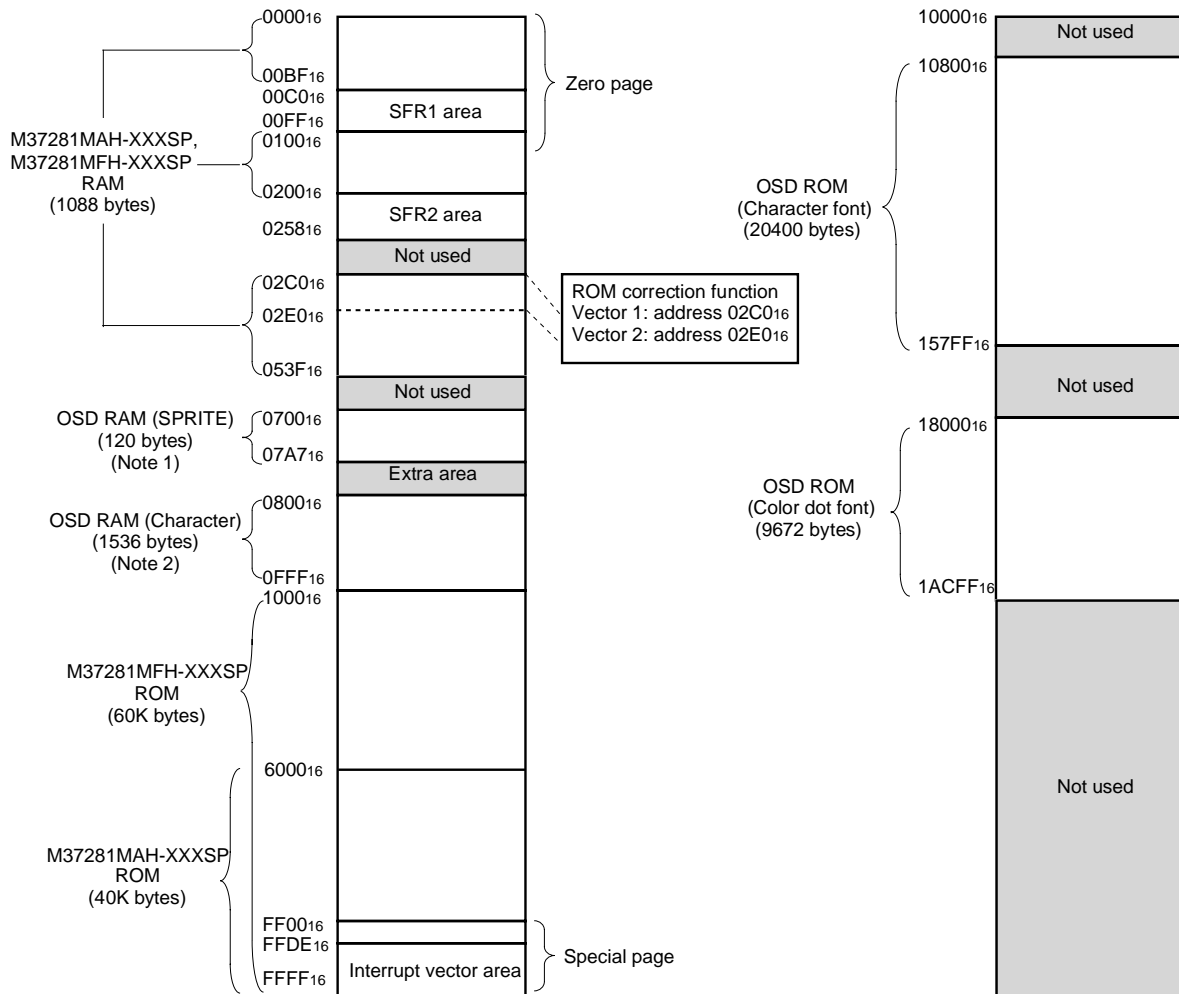 0000₁₆
00BF₁₆
00C0₁₆
00FF₁₆
0100₁₆
0200₁₆
0258₁₆
02C0₁₆
02E0₁₆
053F₁₆
0700₁₆
07A7₁₆
0800₁₆
0FFF₁₆
1000₁₆
6000₁₆
FF00₁₆
FFDE₁₆
FFFF₁₆
M37281MAH-XXXSP,
M37281MFH-XXXSP
RAM
(1088 bytes)
OSD RAM (SPRITE)
(120 bytes)
(Note 1)
OSD RAM (Character)
(1536 bytes)
(Note 2)
M37281MFH-XXXSP
ROM
(60K bytes)
M37281MAH-XXXSP
ROM
(40K bytes)
SFR1 area
SFR2 area
Not used
Not used
Extra area
Interrupt vector area
Zero page
ROM correction function
Vector 1: address 02C0₁₆
Vector 2: address 02E0₁₆
Special page
10000₁₆
10800₁₆
157FF₁₆
18000₁₆
1ACFF₁₆
OSD ROM
(Character font)
(20400 bytes)
OSD ROM
(Color dot font)
(9672 bytes)
Not used
Not used
Not used